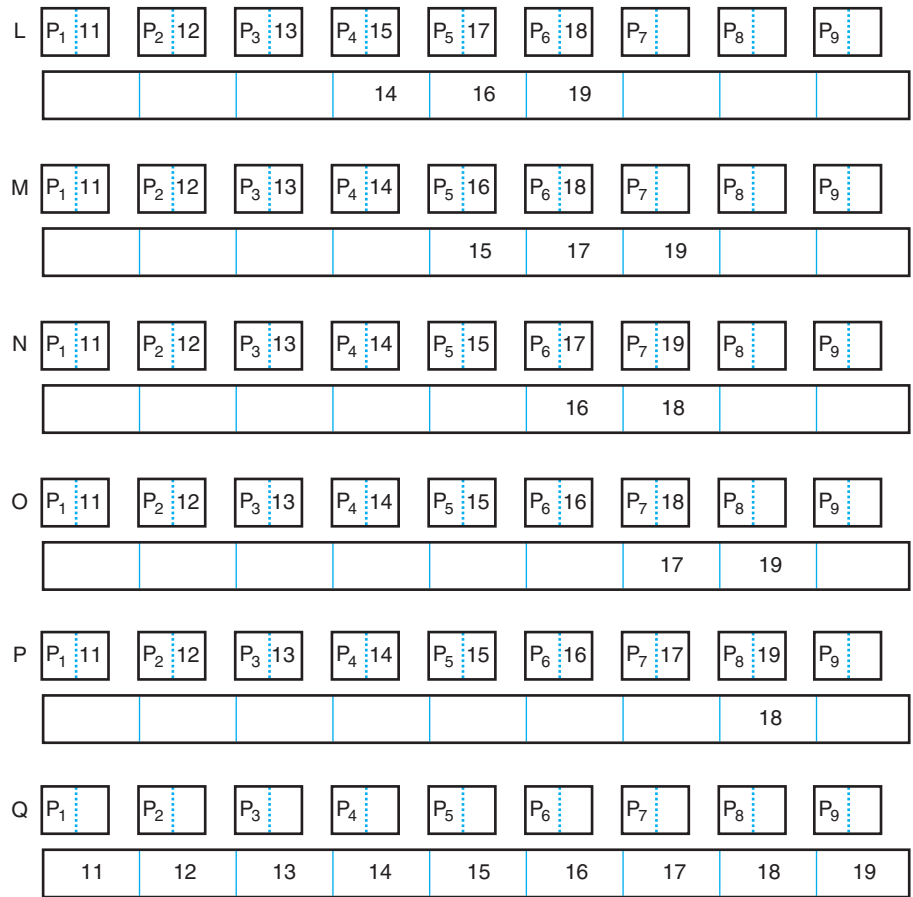 L P1 11 P2 12 P3 13 P4 15 P5 17 P6 18 P7 P8 P9
14 16 19
M P1 11 P2 12 P3 13 P4 14 P5 16 P6 18 P7 P8 P9
15 17 19
N P1 11 P2 12 P3 13 P4 14 P5 15 P6 17 P7 19 P8 P9
16 18
O P1 11 P2 12 P3 13 P4 14 P5 15 P6 16 P7 18 P8 P9
17 19
P P1 11 P2 12 P3 13 P4 14 P5 15 P6 16 P7 17 P8 19 P9
18
Q P1 P2 P3 P4 P5 P6 P7 P8 P9
11 12 13 14 15 16 17 18 19